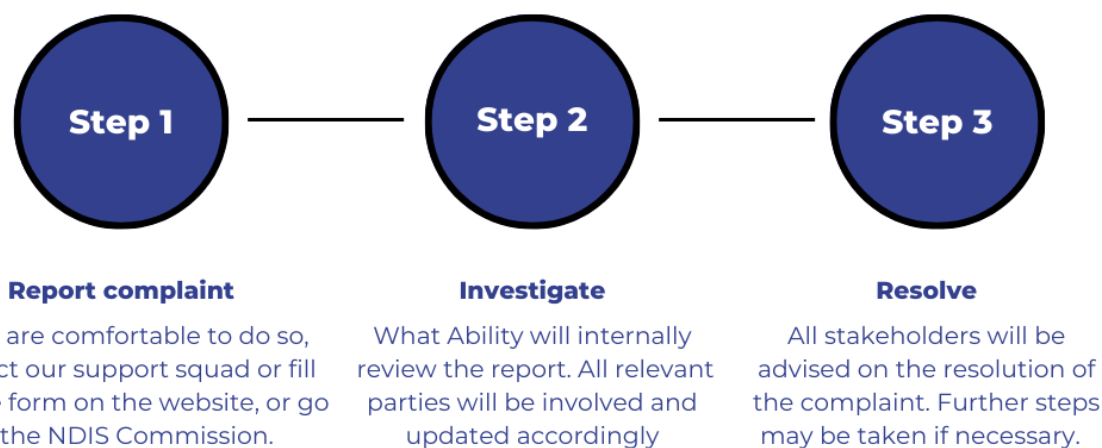 Step 1
Step 2
Step 3
Report complaint
are comfortable to do so,
our support squad or fill
form on the website, or go
the NDIS Commission.
Investigate
What Ability will internally
review the report. All relevant
parties will be involved and
updated accordingly
Resolve
All stakeholders will be
advised on the resolution of
the complaint. Further steps
may be taken if necessary.